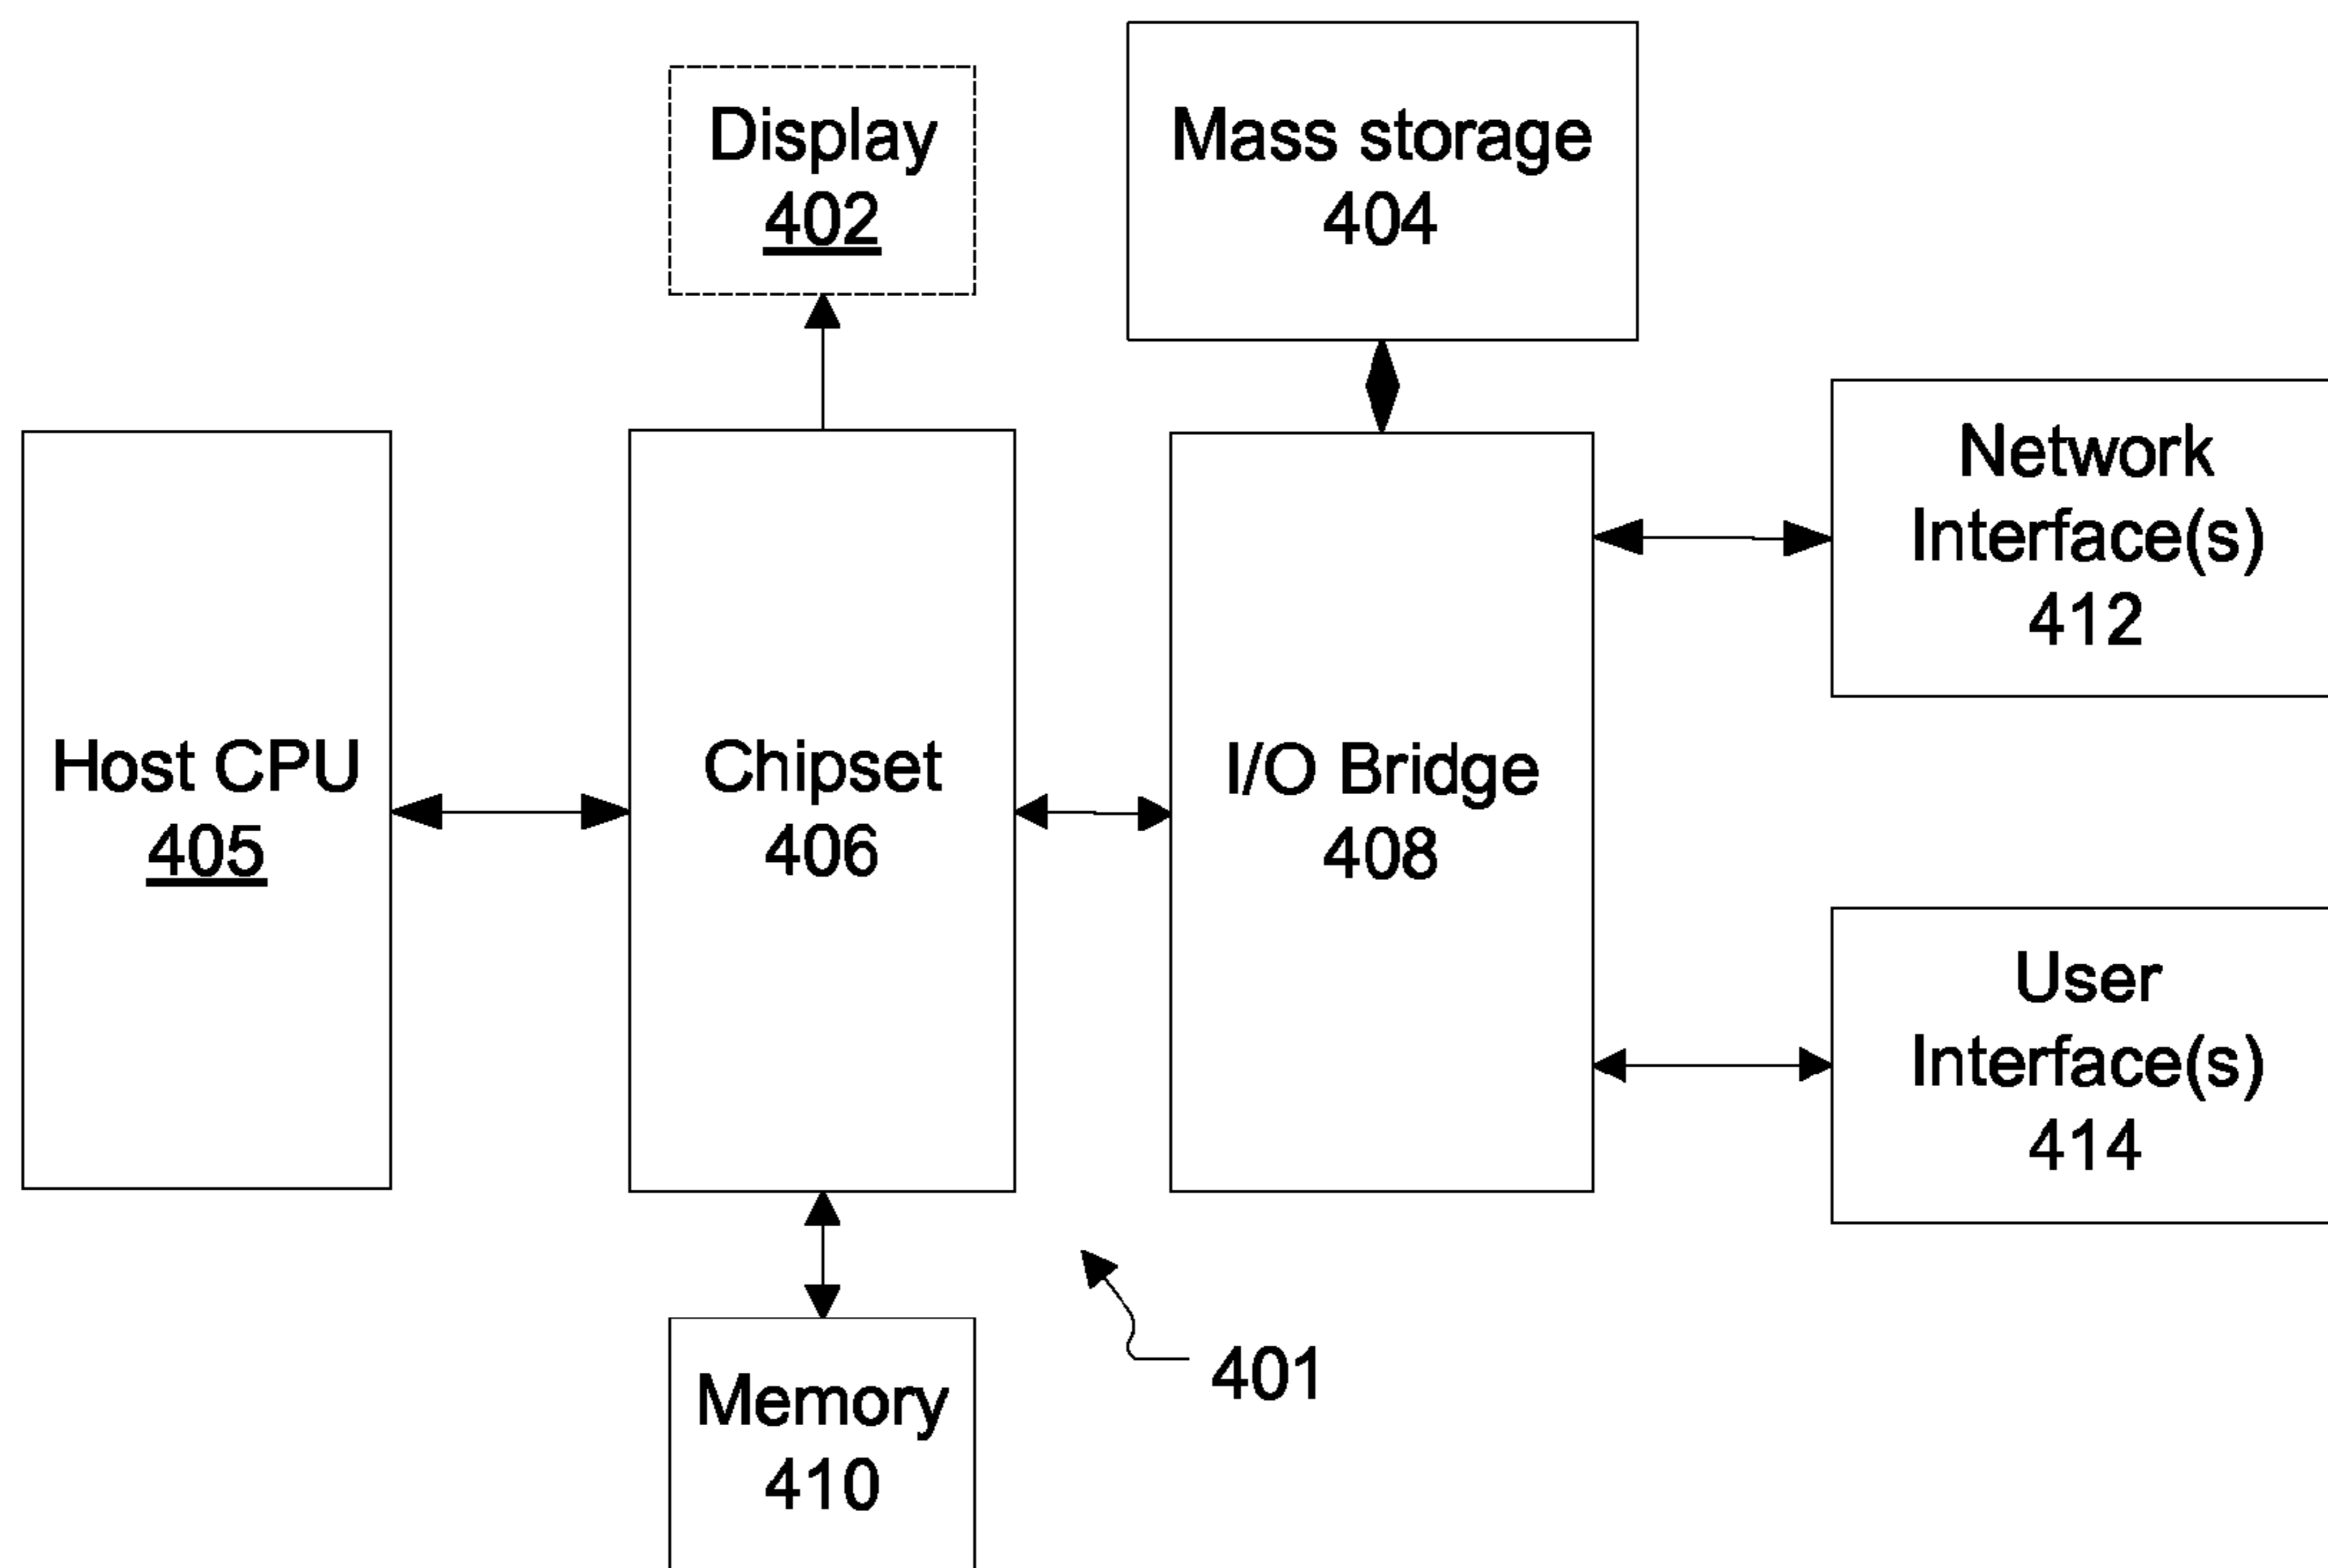 Display
402
Mass storage
404
Network
Interface(s)
412
Host CPU
405
Chipset
406
I/O Bridge
408
User
Interface(s)
414
Memory
410
401